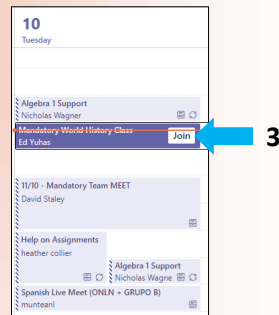 10
Tuesday
Algebra 1 Support
Nicholas Wagner
Mandatory World History Class
Ed Yuhas
Join
3
11/10 - Mandatory Team MEET
David Staley
Help on Assignments
heather collier
Algebra 1 Support
Nicholas Wagne
Spanish Live Meet (ONLN + GRUPO B)
munteanl